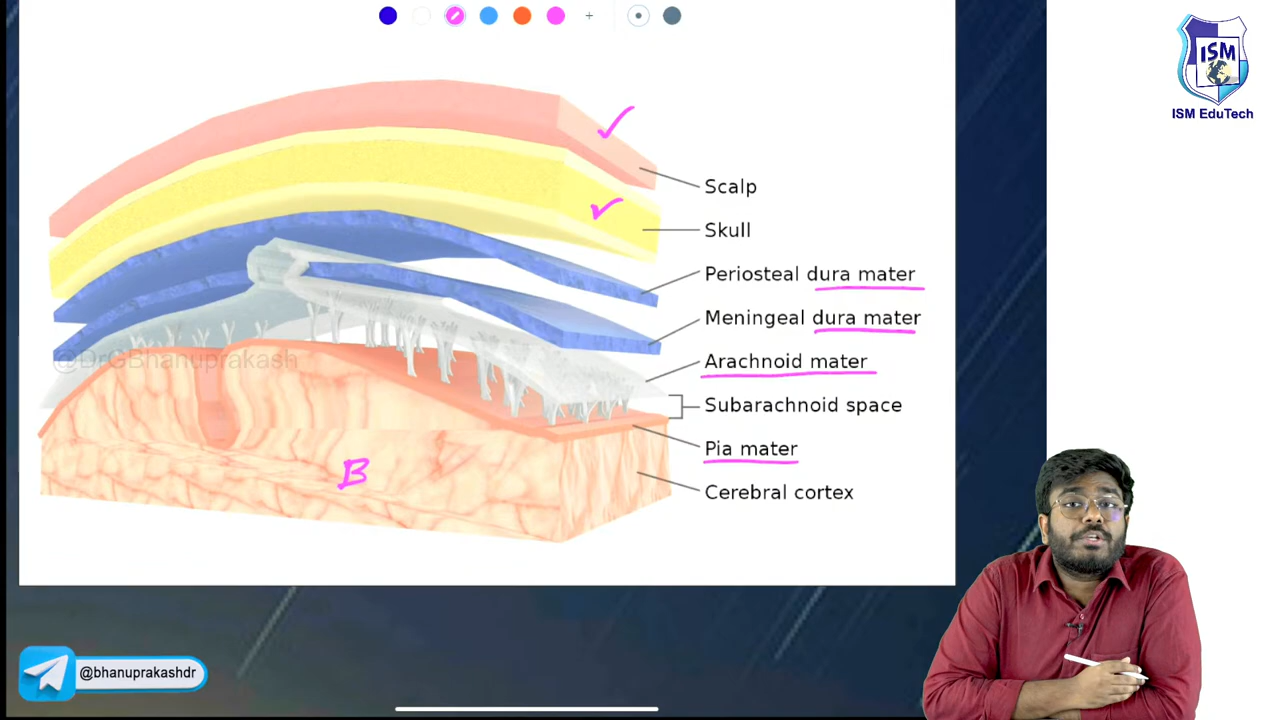 ISM
ISM EduTech
Scalp
Skull
Periosteal dura mater
Meningeal dura mater
@DrGBhanuprakash
Arachnoid mater
Subarachnoid space
Pia mater
B
Cerebral cortex
@bhanuprakashdr